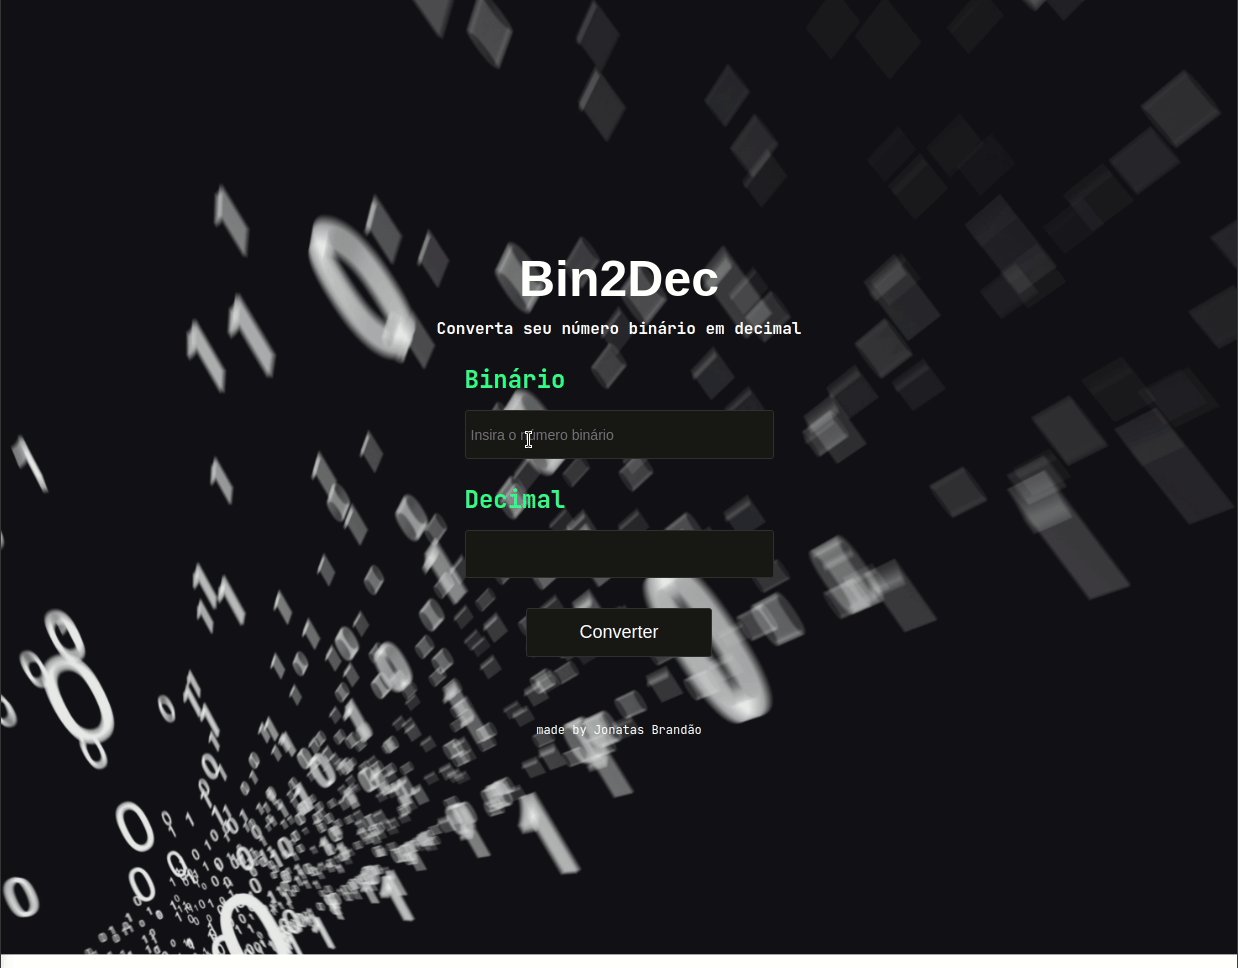 Bin2Dec
Converta seu número binário em decimal
Binário
Insira o número binário
Decimal
Converter
made by Jonatas Brandão